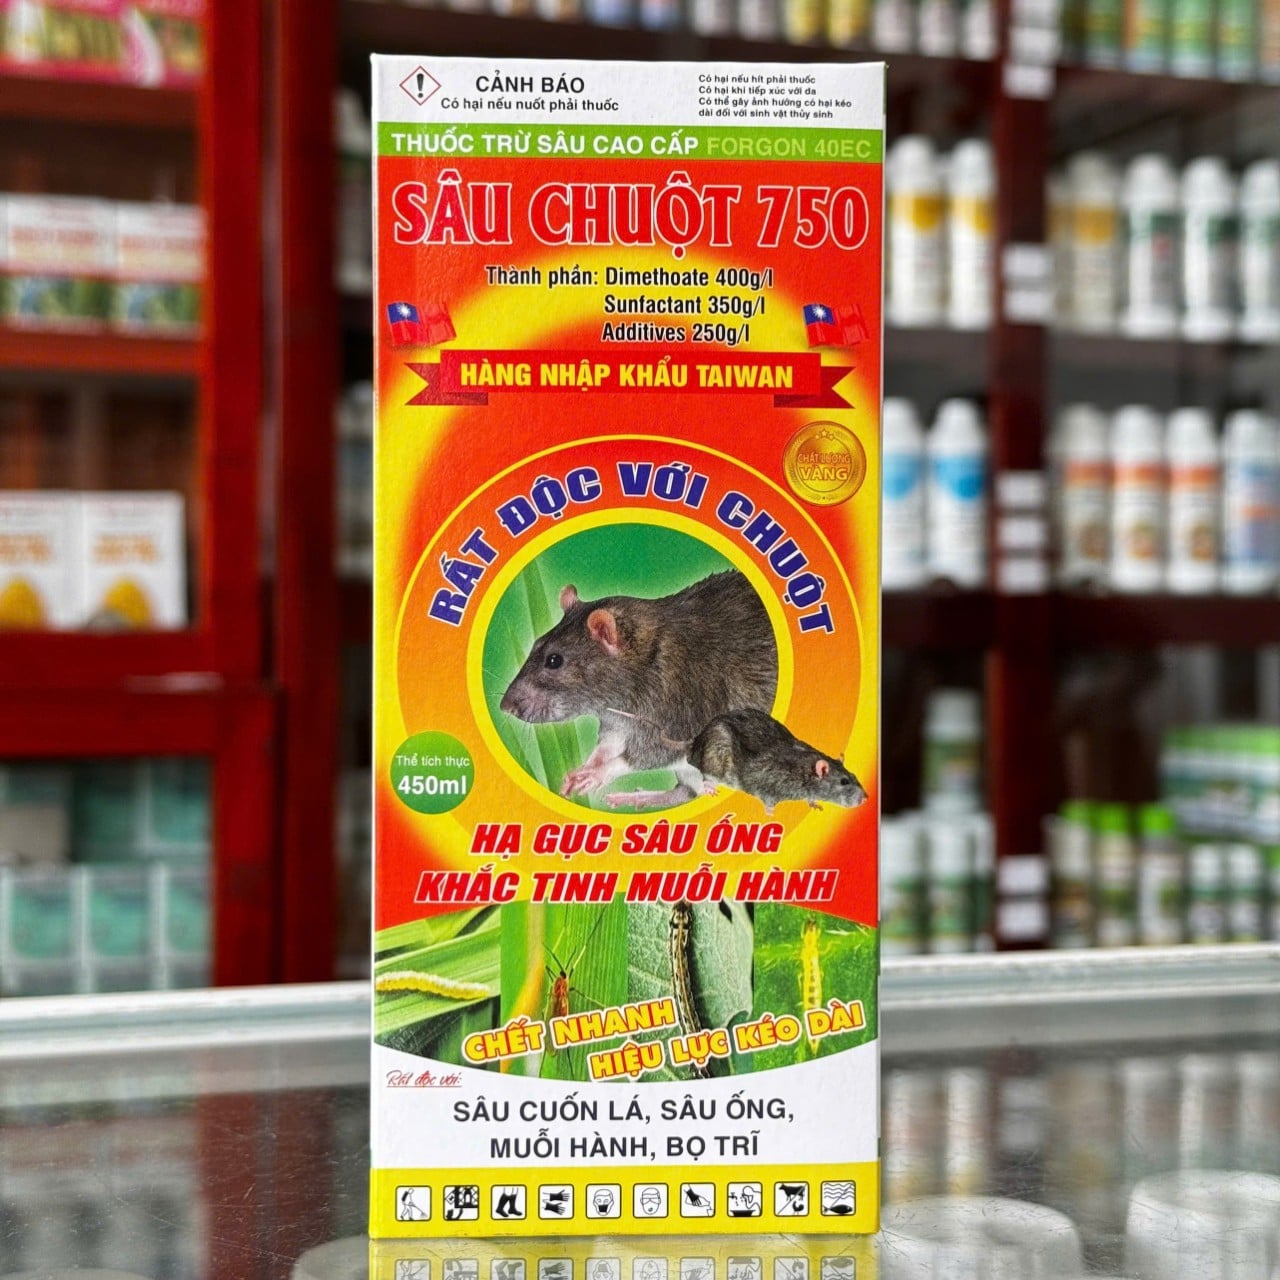 CẢNH BÁO
Có hại nếu nuốt phải thuốc
Có hại nếu hít phải thuốc
Có hại khi tiếp xúc với da
Có thể gây ảnh hưởng có hại kéo
dài đối với sinh vật thủy sinh
THUỐC TRỪ SÂU CAO CẤP FORGON 40EC
SÂU CHUỘT 750
Thành phần: Dimethoate 400g/l
Sunfactant 350g/l
Additives 250g/l
HÀNG NHẬP KHẨU TAIWAN
CHẤT LƯỢNG
VÀNG
RẤT ĐỘC VỚI CHUỘT
Thể tích thực
450ml
HẠ GỤC SÂU ỐNG
KHẮC TINH MUỖI HÀNH
CHẾT NHANH
HIỆU LỰC KÉO DÀI
Rất độc với:
SÂU CUỐN LÁ, SÂU ỐNG,
MUỖI HÀNH, BỌ TRĨ